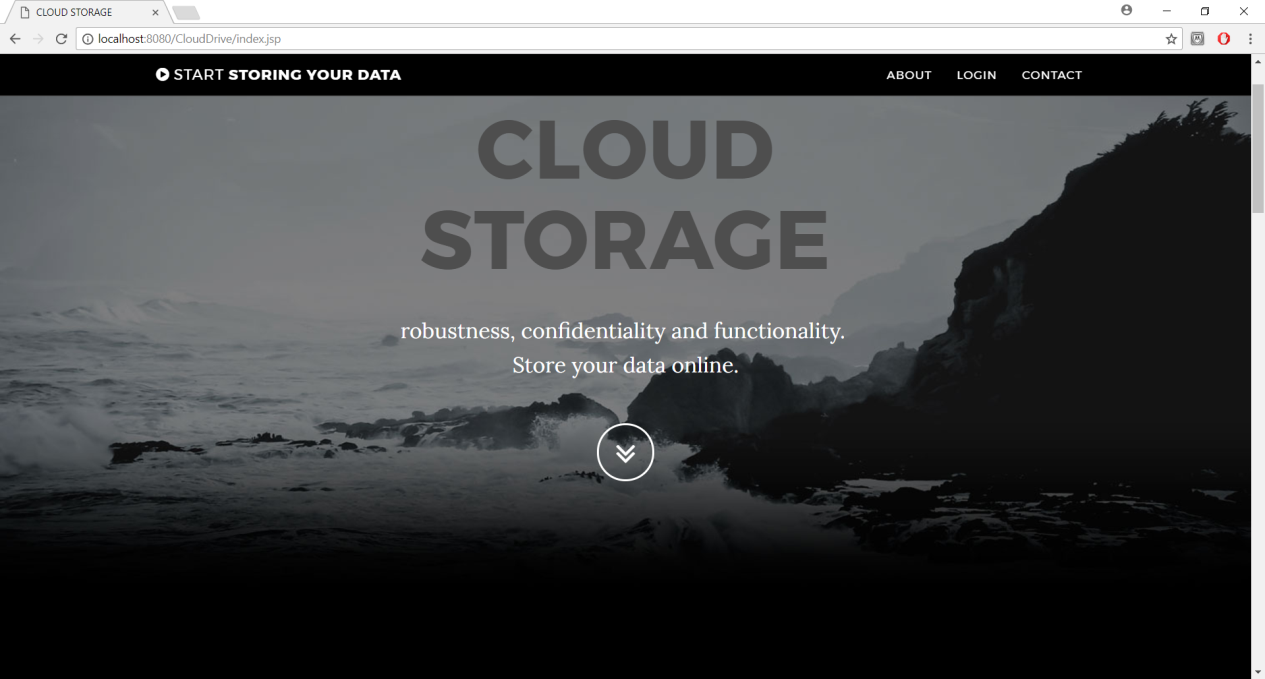 CLOUD STORAGE
localhost:8080/CloudDrive/index.jsp
START STORING YOUR DATA
ABOUT LOGIN CONTACT
CLOUD
STORAGE
robustness, confidentiality and functionality.
Store your data online.